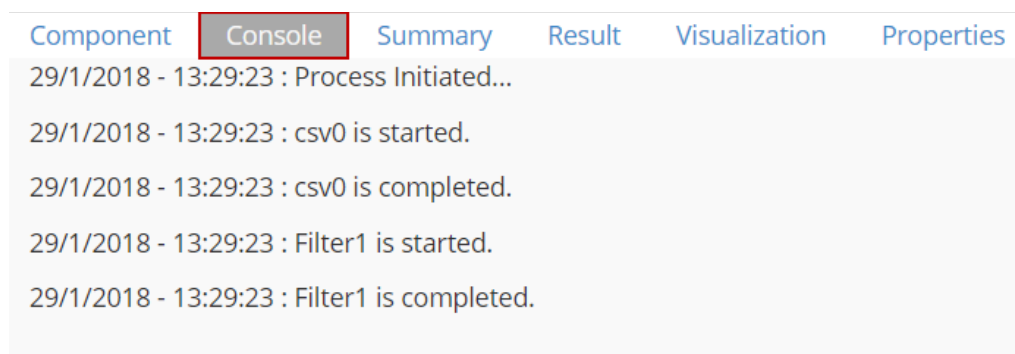 Component Console Summary Result Visualization Properties
29/1/2018 - 13:29:23 : Process Initiated...
29/1/2018 - 13:29:23 : csv0 is started.
29/1/2018 - 13:29:23 : csv0 is completed.
29/1/2018 - 13:29:23 : Filter1 is started.
29/1/2018 - 13:29:23 : Filter1 is completed.